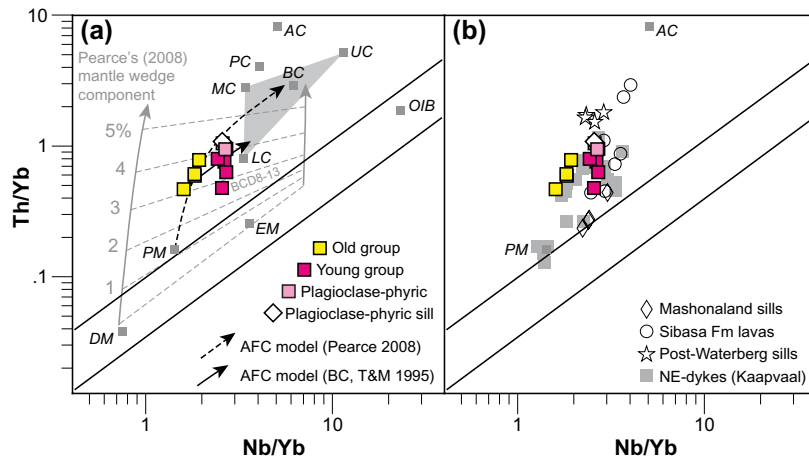 10
1
.1
Th/Yb
(a)
AC
PC
UC
Pearce's (2008)
mantle wedge
component
MC
BC
OIB
5%
4
3
2
1
LC
BCD8-13
PM
EM
DM
Old group
Young group
Plagioclase-phyric
Plagioclase-phyric sill
AFC model (Pearce 2008)
AFC model (BC, T&M 1995)
1
10
Nb/Yb
(b)
AC
PM
Mashonaland sills
Sibasa Fm lavas
Post-Waterberg sills
NE-dykes (Kaapvaal)
1
10
Nb/Yb